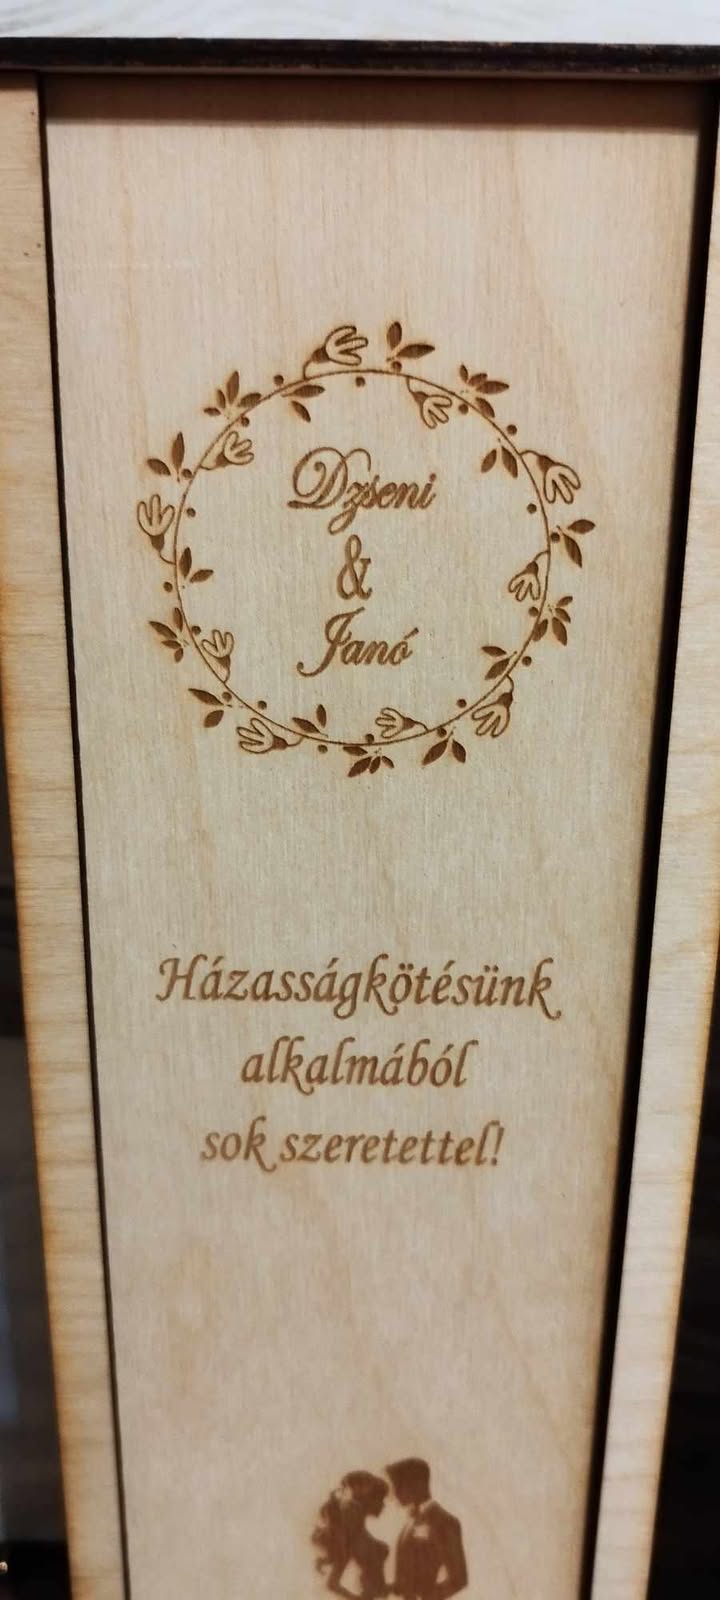 Dzseni
&
Janó
Házasságkötésünk
alkalmából
sok szeretettel!